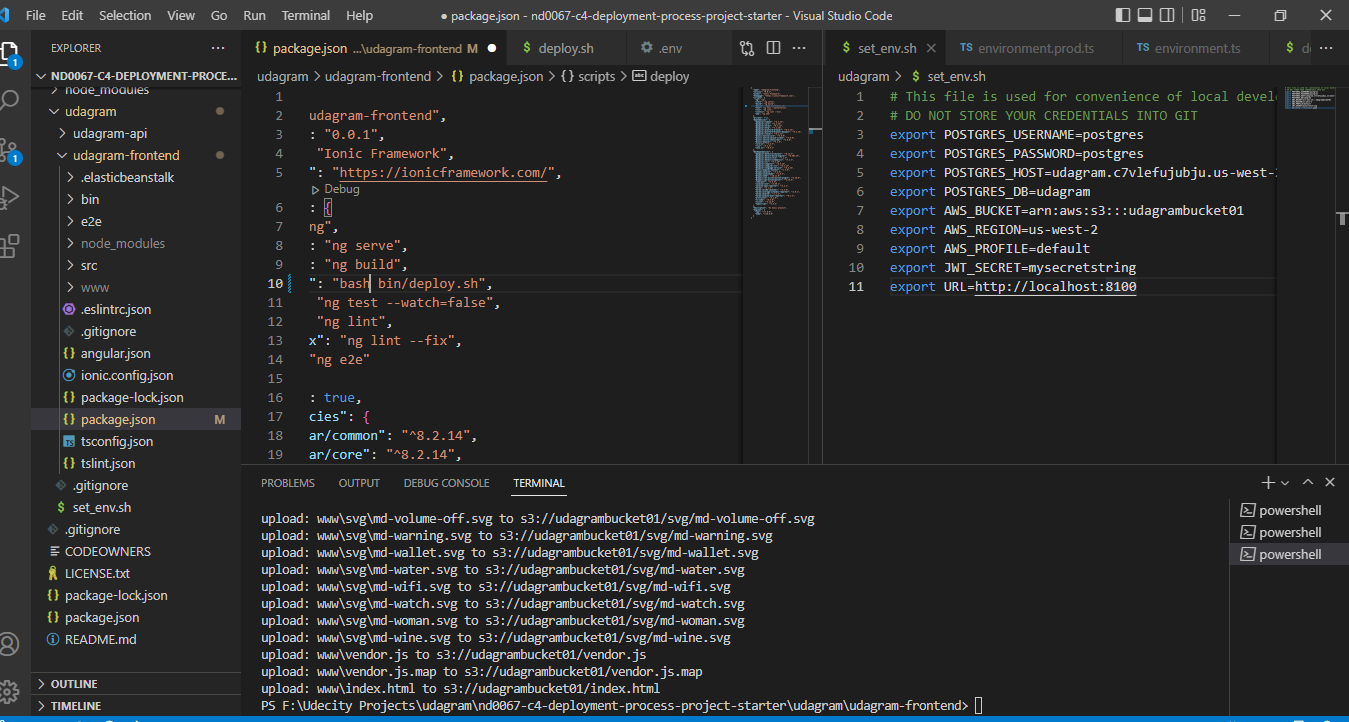 File Edit Selection View Go Run Terminal Help
● package.json - nd0067-c4-deployment-process-project-starter - Visual Studio Code
EXPLORER
ND0067-C4-DEPLOYMENT-PROCE...
node_modules
udagram
udagram-api
udagram-frontend
.elasticbeanstalk
bin
e2e
node_modules
src
www
.eslintrc.json
.gitignore
angular.json
ionic.config.json
package-lock.json
package.json M
tsconfig.json
tslint.json
.gitignore
set_env.sh
.gitignore
CODEOWNERS
LICENSE.txt
package-lock.json
package.json
README.md
OUTLINE
TIMELINE
1
1
{} package.json ...\udagram-frontend M ●
$ deploy.sh
.env
udagram > udagram-frontend > {} package.json > {} scripts > deploy
1
2 udagram-frontend",
3 : "0.0.1",
4 "Ionic Framework",
5 ": "https://ionicframework.com/",
Debug
6 : {
7 ng",
8 : "ng serve",
9 : "ng build",
10 ": "bash bin/deploy.sh",
11 "ng test --watch=false",
12 "ng lint",
13 x": "ng lint --fix",
14 "ng e2e"
15
16 : true,
17 cies": {
18 ar/common": "^8.2.14",
19 ar/core": "^8.2.14",
$ set_env.sh
TS environment.prod.ts
TS environment.ts
$ d
udagram > $ set_env.sh
1 # This file is used for convenience of local devel
2 # DO NOT STORE YOUR CREDENTIALS INTO GIT
3 export POSTGRES_USERNAME=postgres
4 export POSTGRES_PASSWORD=postgres
5 export POSTGRES_HOST=udagram.c7vlefujubju.us-west-
6 export POSTGRES_DB=udagram
7 export AWS_BUCKET=arn:aws:s3:::udagrambucket01
8 export AWS_REGION=us-west-2
9 export AWS_PROFILE=default
10 export JWT_SECRET=mysecretstring
11 export URL=http://localhost:8100
PROBLEMS OUTPUT DEBUG CONSOLE TERMINAL
upload: www\svg\md-volume-off.svg to s3://udagrambucket01/svg/md-volume-off.svg
upload: www\svg\md-warning.svg to s3://udagrambucket01/svg/md-warning.svg
upload: www\svg\md-wallet.svg to s3://udagrambucket01/svg/md-wallet.svg
upload: www\svg\md-water.svg to s3://udagrambucket01/svg/md-water.svg
upload: www\svg\md-wifi.svg to s3://udagrambucket01/svg/md-wifi.svg
upload: www\svg\md-watch.svg to s3://udagrambucket01/svg/md-watch.svg
upload: www\svg\md-woman.svg to s3://udagrambucket01/svg/md-woman.svg
upload: www\svg\md-wine.svg to s3://udagrambucket01/svg/md-wine.svg
upload: www\vendor.js to s3://udagrambucket01/vendor.js
upload: www\vendor.js.map to s3://udagrambucket01/vendor.js.map
upload: www\index.html to s3://udagrambucket01/index.html
PS F:\Udecity Projects\udagram\nd0067-c4-deployment-process-project-starter\udagram\udagram-frontend>
powershell
powershell
powershell